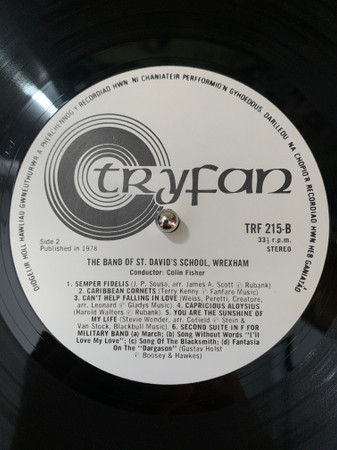 DIOGELIR HOLL HAWLIAU GWNEUTHURWR A PHERCHENNOG Y RECORDIAD HWN NI CHANIATEIR PERFFORMIO'N GYHOEDDUS, DARLLEDU NA CHOPIO'R RECORDIAD HWN HEB GANIATÂD
tryfan
Side 2
Published in 1976
TRF 215-B
33⅓ r.p.m.
STEREO
THE BAND OF ST. DAVID'S SCHOOL, WREXHAM
Conductor: Colin Fisher
1. SEMPER FIDELIS (J. P. Sousa, arr. James A. Scott © Rubank)
2. CARIBBEAN CORNETS (Terry Kenny © Fanfare Music)
3. CAN'T HELP FALLING IN LOVE (Weiss, Peretti, Creature,
arr. Leonard © Gladys Music) 4. CAPRICIOUS ALOYSIUS
(Harold Walters © Rubank) 5. YOU ARE THE SUNSHINE OF
MY LIFE (Stevie Wonder, arr. Cofield © Stein &
Van Stock, Blackbull Music) 6. SECOND SUITE IN F FOR
MILITARY BAND (a) March; (b) Song Without Words "I'll
Love My Love"; (c) Song Of The Blacksmith; (d) Fantasia
On The "Dargason" (Gustav Holst
© Boosey & Hawkes)